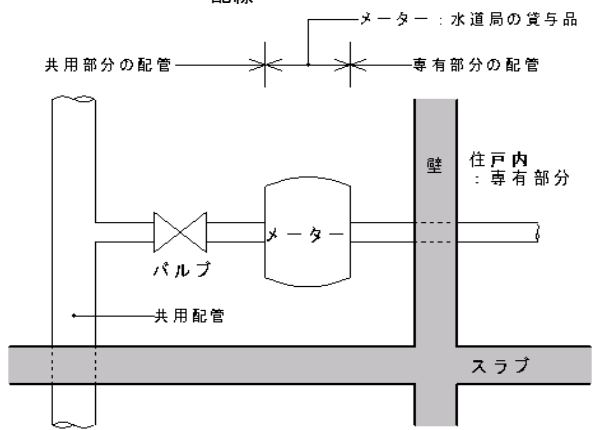 メーター：水道局の貸与品
共用部分の配管
専有部分の配管
壁
住戸内
：専有部分
メーター
バルブ
共用配管
スラブ